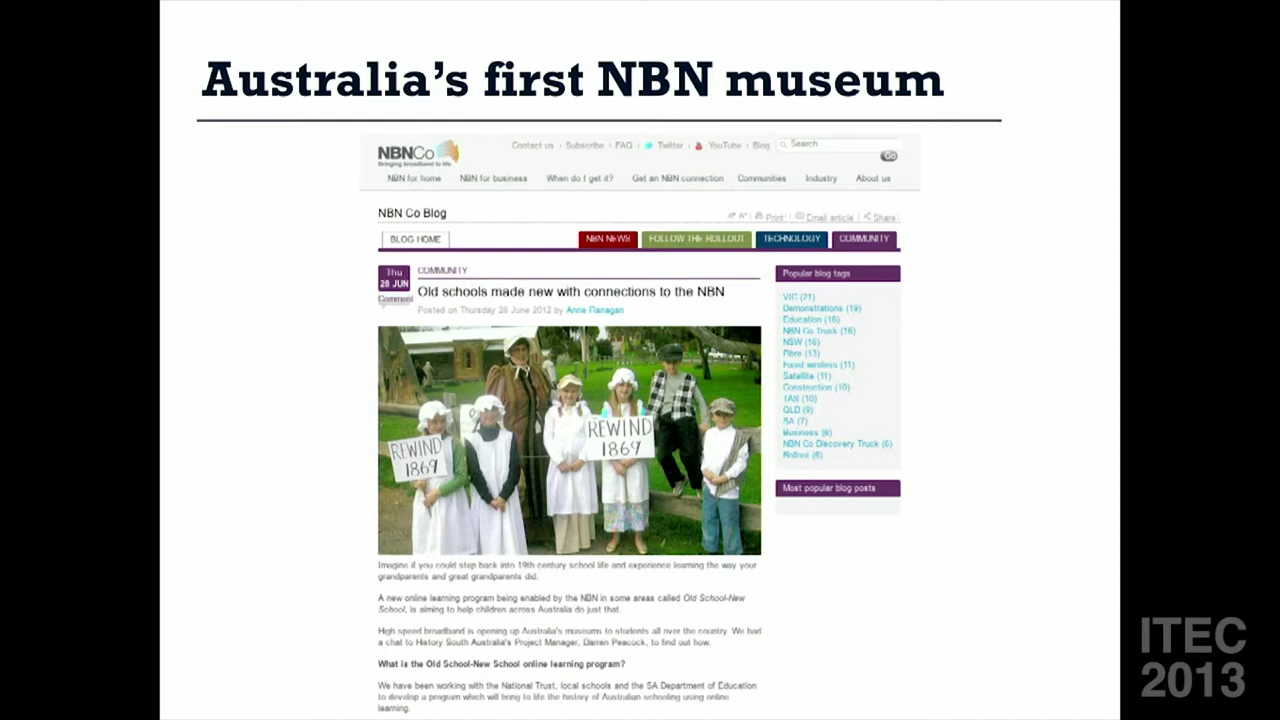 Australia's first NBN museum
NBNCo
Bringing broadband to life
Contact us Subscribe FAQ Twitter YouTube Blog Search
Go
NBN for home NBN for business When do I get it? Get an NBN connection Communities Industry About us
NBN Co Blog
Print Email article Share
BLOG HOME NBN NEWS FOLLOW THE ROLLOUT TECHNOLOGY COMMUNITY
Thu
28 JUN
Comment
COMMUNITY
Old schools made new with connections to the NBN
Posted on Thursday 28 June 2012 by Anne Flanagan
REWIND
1869
REWIND
1869
Imagine if you could step back into 19th century school life and experience learning the way your
grandparents and great grandparents did.
A new online learning program being enabled by the NBN in some areas called Old School-New
School, is aiming to help children across Australia do just that.
High speed broadband is opening up Australia's museums to students all over the country. We had
a chat to History South Australia's Project Manager, Darren Peacock, to find out how.
What is the Old School-New School online learning program?
We have been working with the National Trust, local schools and the SA Department of Education
to develop a program which will bring to life the history of Australian schooling using online
learning.
Popular blog tags
VIC (21)
Demonstrations (19)
Education (16)
NBN Co Truck (16)
NSW (16)
Fibre (13)
Fixed wireless (11)
Satellite (11)
Construction (10)
TAS (10)
QLD (9)
SA (7)
Business (6)
NBN Co Discovery Truck (6)
Rollout (6)
Most popular blog posts
ITEC
2013